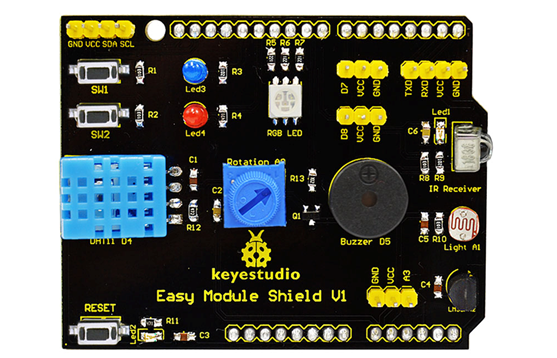 GND VCC SDA SCL
R5 R6 R7
SW1
R1
Led3
R3
D7
VCC
GND
TXD
RXD
VCC
GND
SW2
R2
Led4
R4
RGB LED
D8
VCC
GND
Led1
C6
R8
R9
IR Receiver
C1
Rotation A0
R13
C2
Q1
DHT11 D4
R12
Buzzer D5
C5
R10
Light A1
keyestudio
GND
VCC
A3
C4
Easy Module Shield V1
RESET
Led2
R11
C3